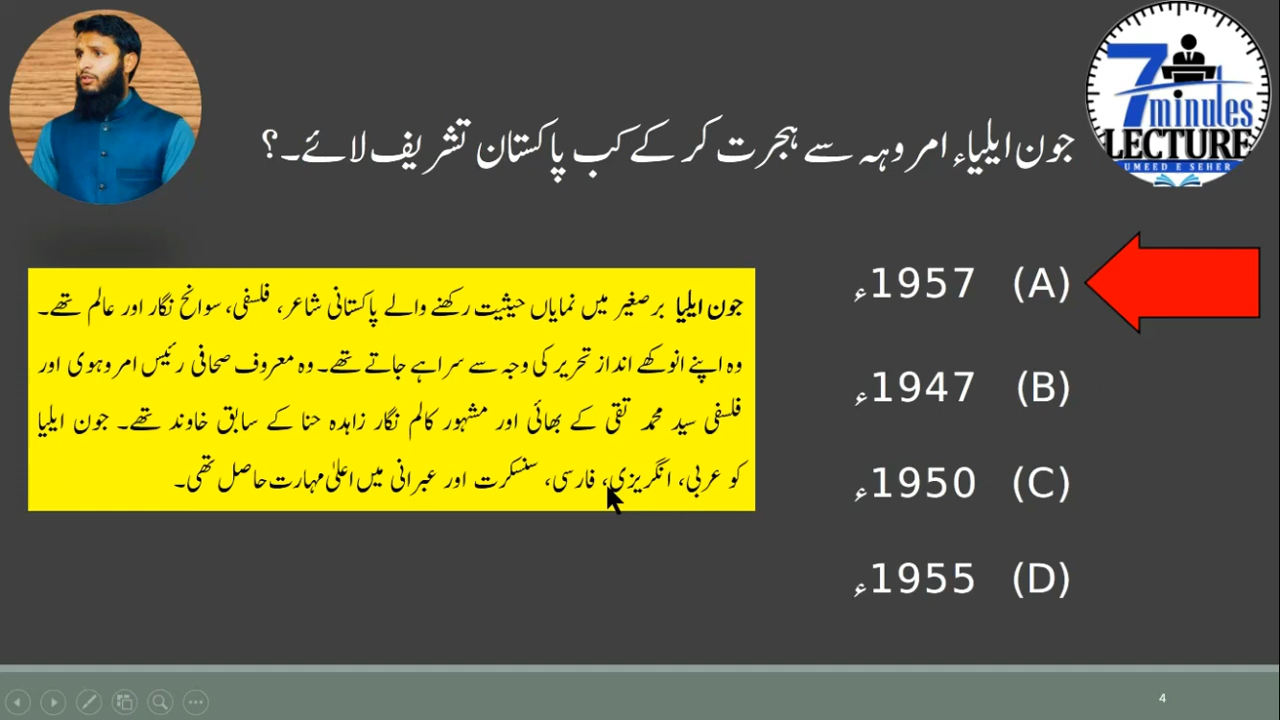 7
minutes
LECTURE
UMEED E SEHER
جون ایلیاء امروہہ سے ہجرت کر کے کب پاکستان تشریف لائے۔؟
(A) 1957ء
(B) 1947ء
(C) 1950ء
(D) 1955ء
جون ایلیا برصغیر میں نمایاں حیثیت رکھنے والے پاکستانی شاعر، فلسفی، سوانح نگار اور عالم تھے۔
وہ اپنے انوکھے انداز تحریر کی وجہ سے سراہے جاتے تھے۔ وہ معروف صحافی رئیس امروہوی اور
فلسفی سید محمد تقی کے بھائی اور مشہور کالم نگار زاہدہ حنا کے سابق خاوند تھے۔ جون ایلیا
کو عربی، انگریزی، فارسی، سنسکرت اور عبرانی میں اعلیٰ مہارت حاصل تھی۔
4